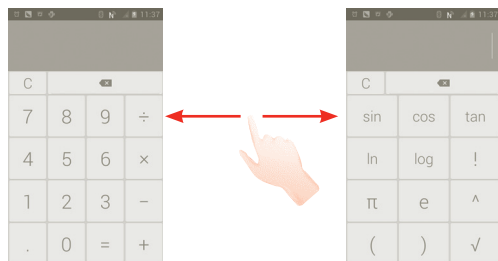 N 11:37
N 11:37
C
C
7 8 9 ÷
sin cos tan
4 5 6 ×
ln log !
1 2 3 −
π e ^
. 0 = +
( ) √